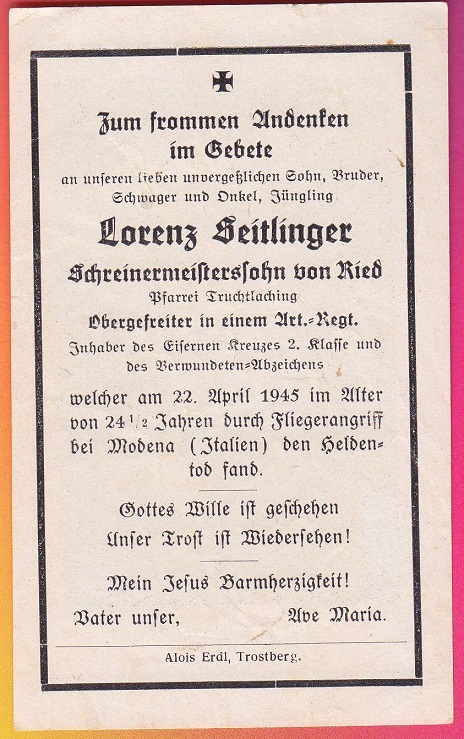 Zum frommen Andenken
im Gebete
an unseren lieben unvergeßlichen Sohn, Bruder,
Schwager und Onkel, Jüngling
Lorenz Seitlinger
Schreinermeisterssohn von Ried
Pfarrei Truchtlaching
Obergefreiter in einem Art.-Regt.
Inhaber des Eisernen Kreuzes 2. Klasse und
des Verwundeten-Abzeichens
welcher am 22. April 1945 im Alter
von 24 1/2 Jahren durch Fliegerangriff
bei Modena (Italien) den Helden-
tod fand.
Gottes Wille ist geschehen
Unser Trost ist Wiedersehen!
Mein Jesus Barmherzigkeit!
Vater unser, Ave Maria.
Alois Erdl, Trostberg.